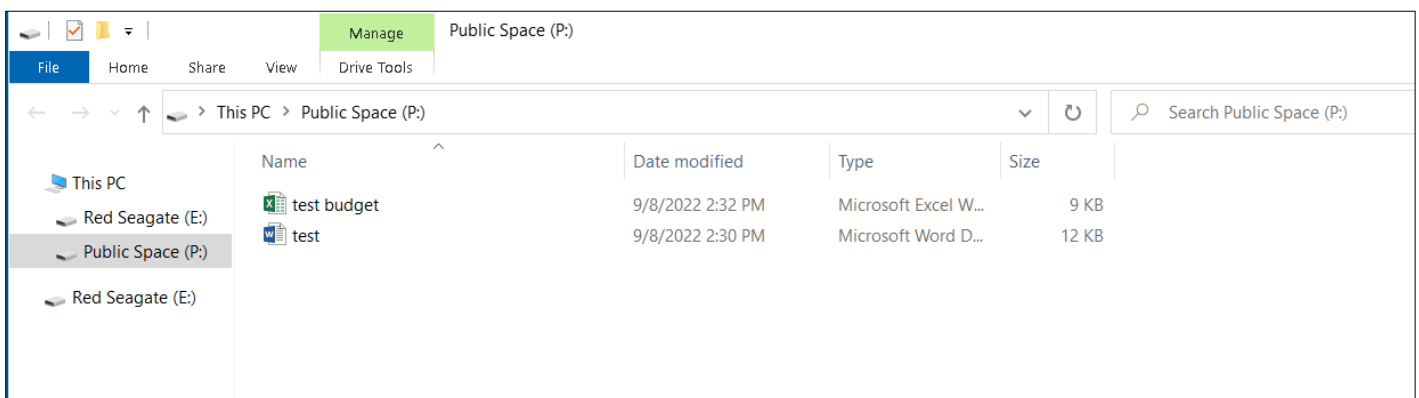 Manage Public Space (P:)
File Home Share View Drive Tools
This PC > Public Space (P:) Search Public Space (P:)
Name Date modified Type Size
This PC
test budget 9/8/2022 2:32 PM Microsoft Excel W... 9 KB
Red Seagate (E:)
test 9/8/2022 2:30 PM Microsoft Word D... 12 KB
Public Space (P:)
Red Seagate (E:)